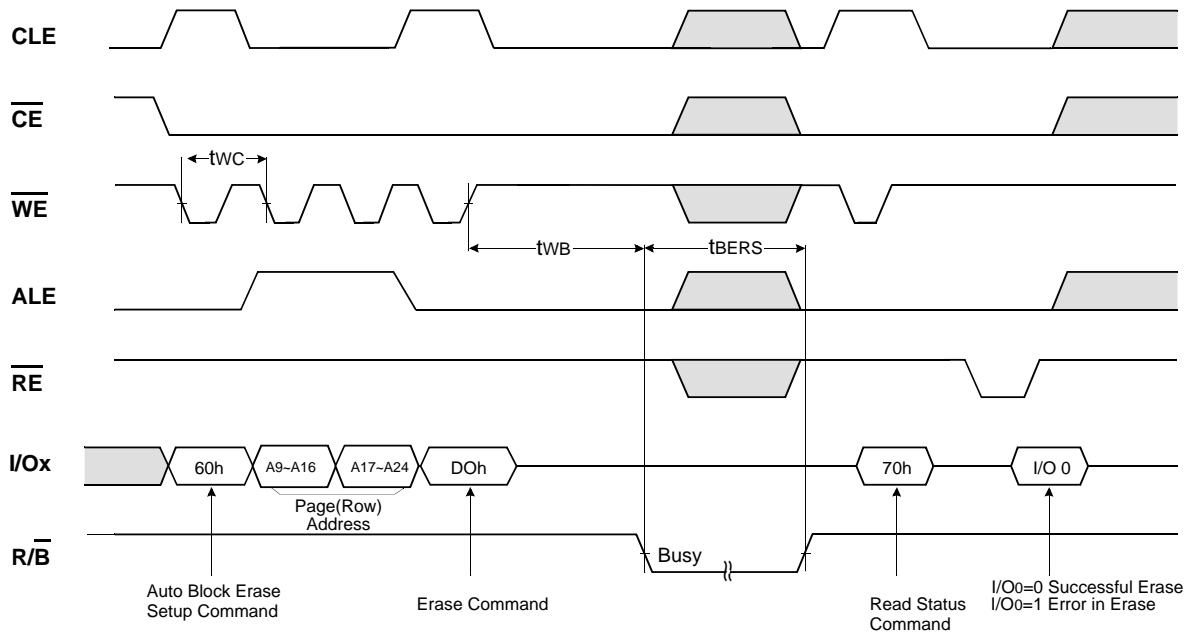 CLE
CE
tWC
WE
tWB
tBERS
ALE
RE
I/Ox
60h
A9~A16
A17~A24
DOh
70h
I/O 0
Page(Row)
Address
R/B
Busy
Auto Block Erase
Setup Command
Erase Command
Read Status
Command
I/O0=0 Successful Erase
I/O0=1 Error in Erase